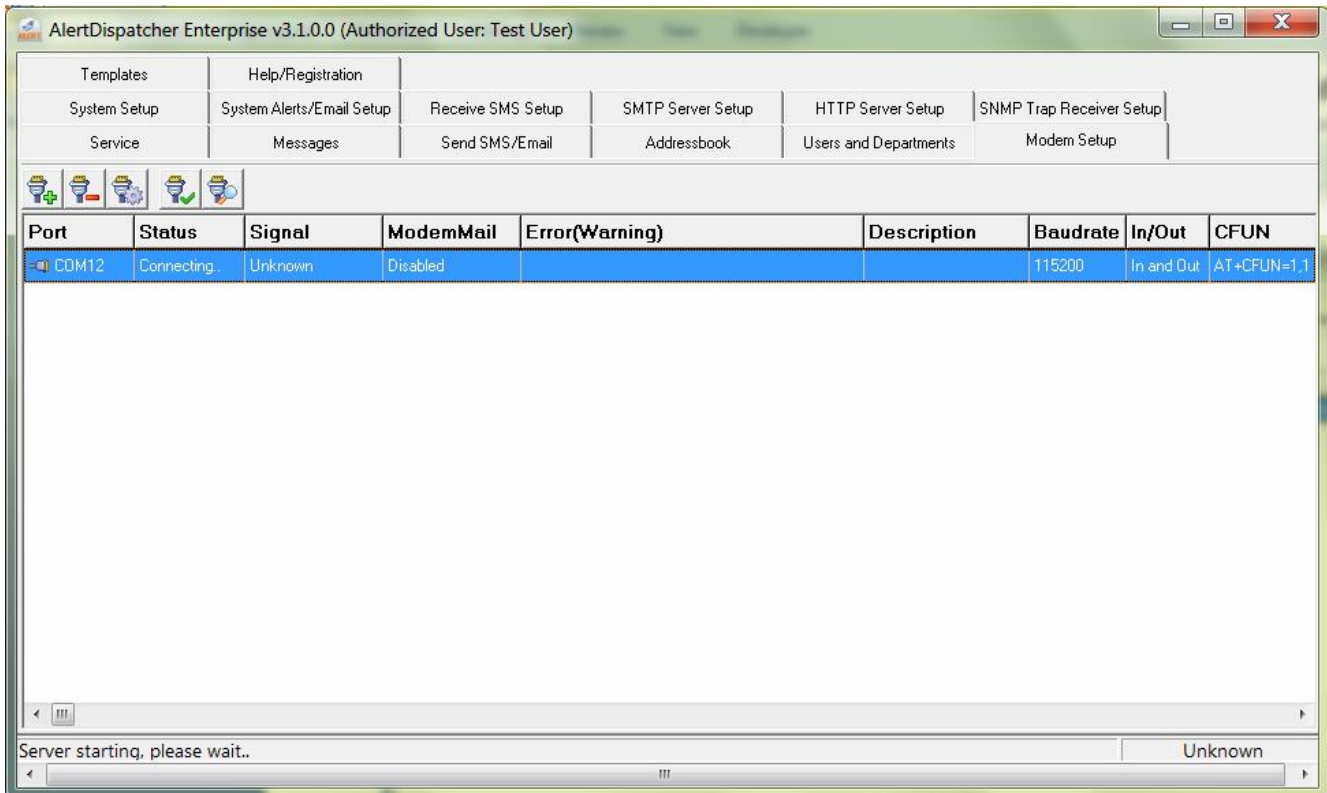 AlertDispatcher Enterprise v3.1.0.0 (Authorized User: Test User)
Templates Help/Registration
System Setup System Alerts/Email Setup Receive SMS Setup SMTP Server Setup HTTP Server Setup SNMP Trap Receiver Setup
Service Messages Send SMS/Email Addressbook Users and Departments Modem Setup
Port Status Signal ModemMail Error(Warning) Description Baudrate In/Out CFUN
COM12 Connecting.. Unknown Disabled 115200 In and Out AT+CFUN=1,1
Server starting, please wait.. Unknown